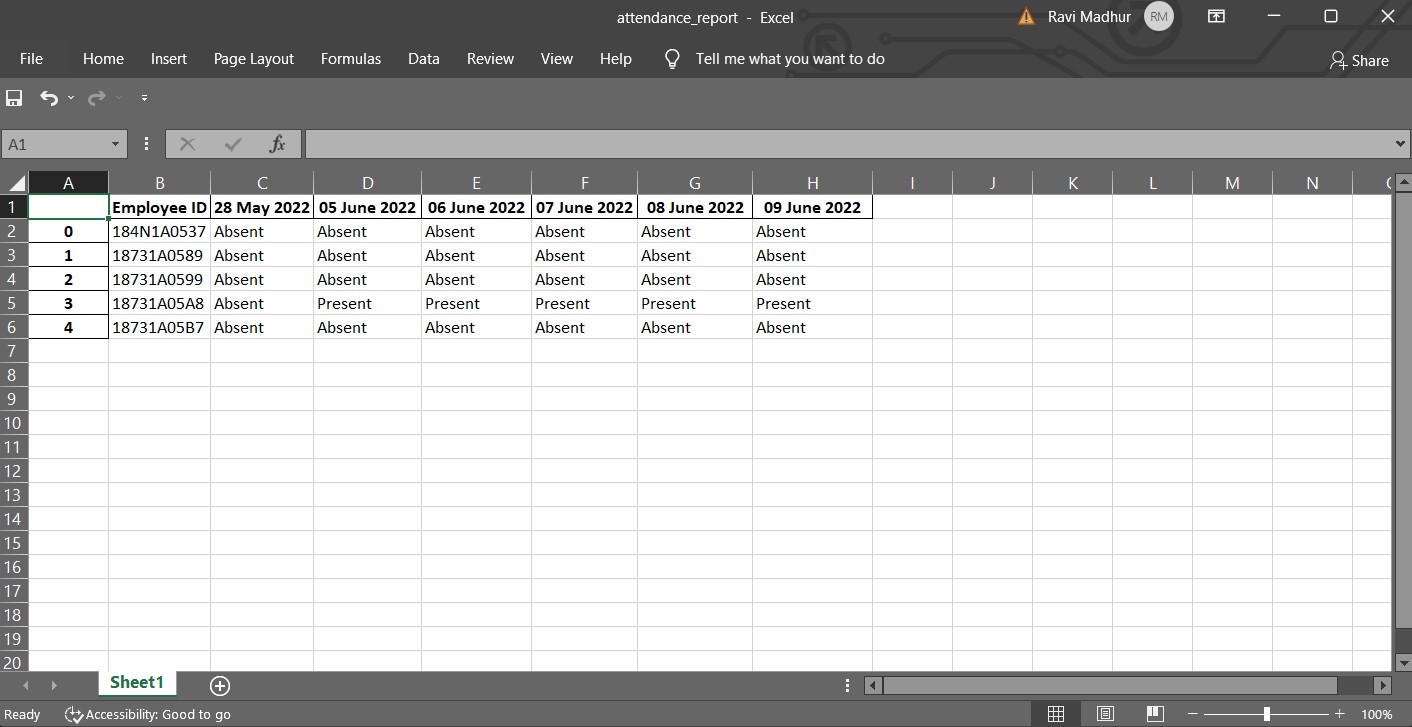 attendance_report - Excel
Ravi Madhur RM
File Home Insert Page Layout Formulas Data Review View Help Tell me what you want to do Share
A1 fx
A B C D E F G H I J K L M N
1 Employee ID 28 May 2022 05 June 2022 06 June 2022 07 June 2022 08 June 2022 09 June 2022
2 0 184N1A0537 Absent Absent Absent Absent Absent Absent
3 1 18731A0589 Absent Absent Absent Absent Absent Absent
4 2 18731A0599 Absent Absent Absent Absent Absent Absent
5 3 18731A05A8 Absent Present Present Present Present Present
6 4 18731A05B7 Absent Absent Absent Absent Absent Absent
7
8
9
10
11
12
13
14
15
16
17
18
19
20
Sheet1
Ready Accessibility: Good to go 100%